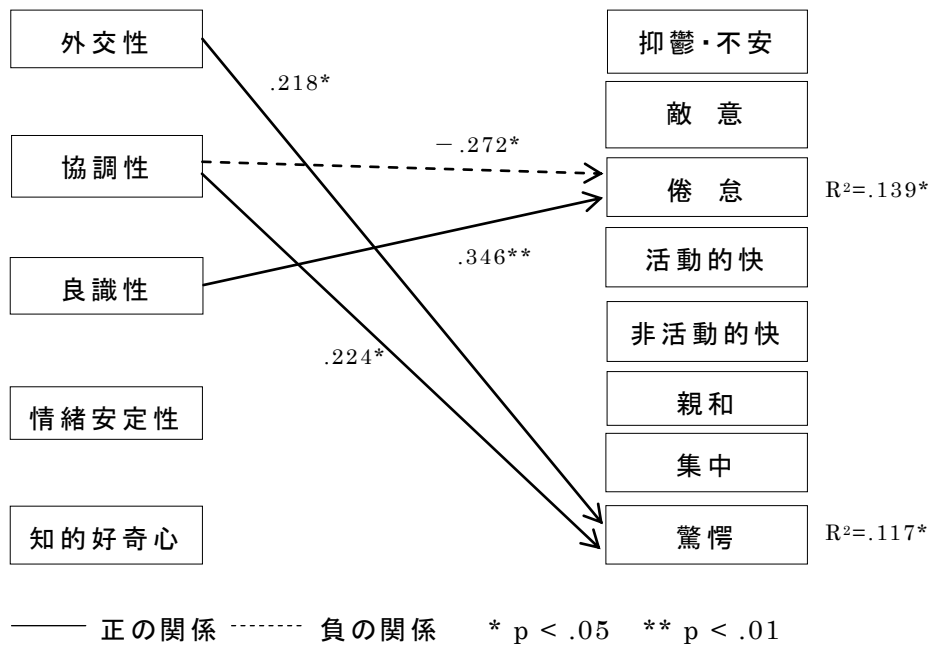 外交性
抑鬱・不安
.218*
敵 意
協調性
－.272*
倦 怠
R²=.139*
良識性
.346**
活動的快
非活動的快
.224*
情緒安定性
親和
集中
知的好奇心
驚愕
R²=.117*
正の関係 負の関係 * p < .05 ** p < .01